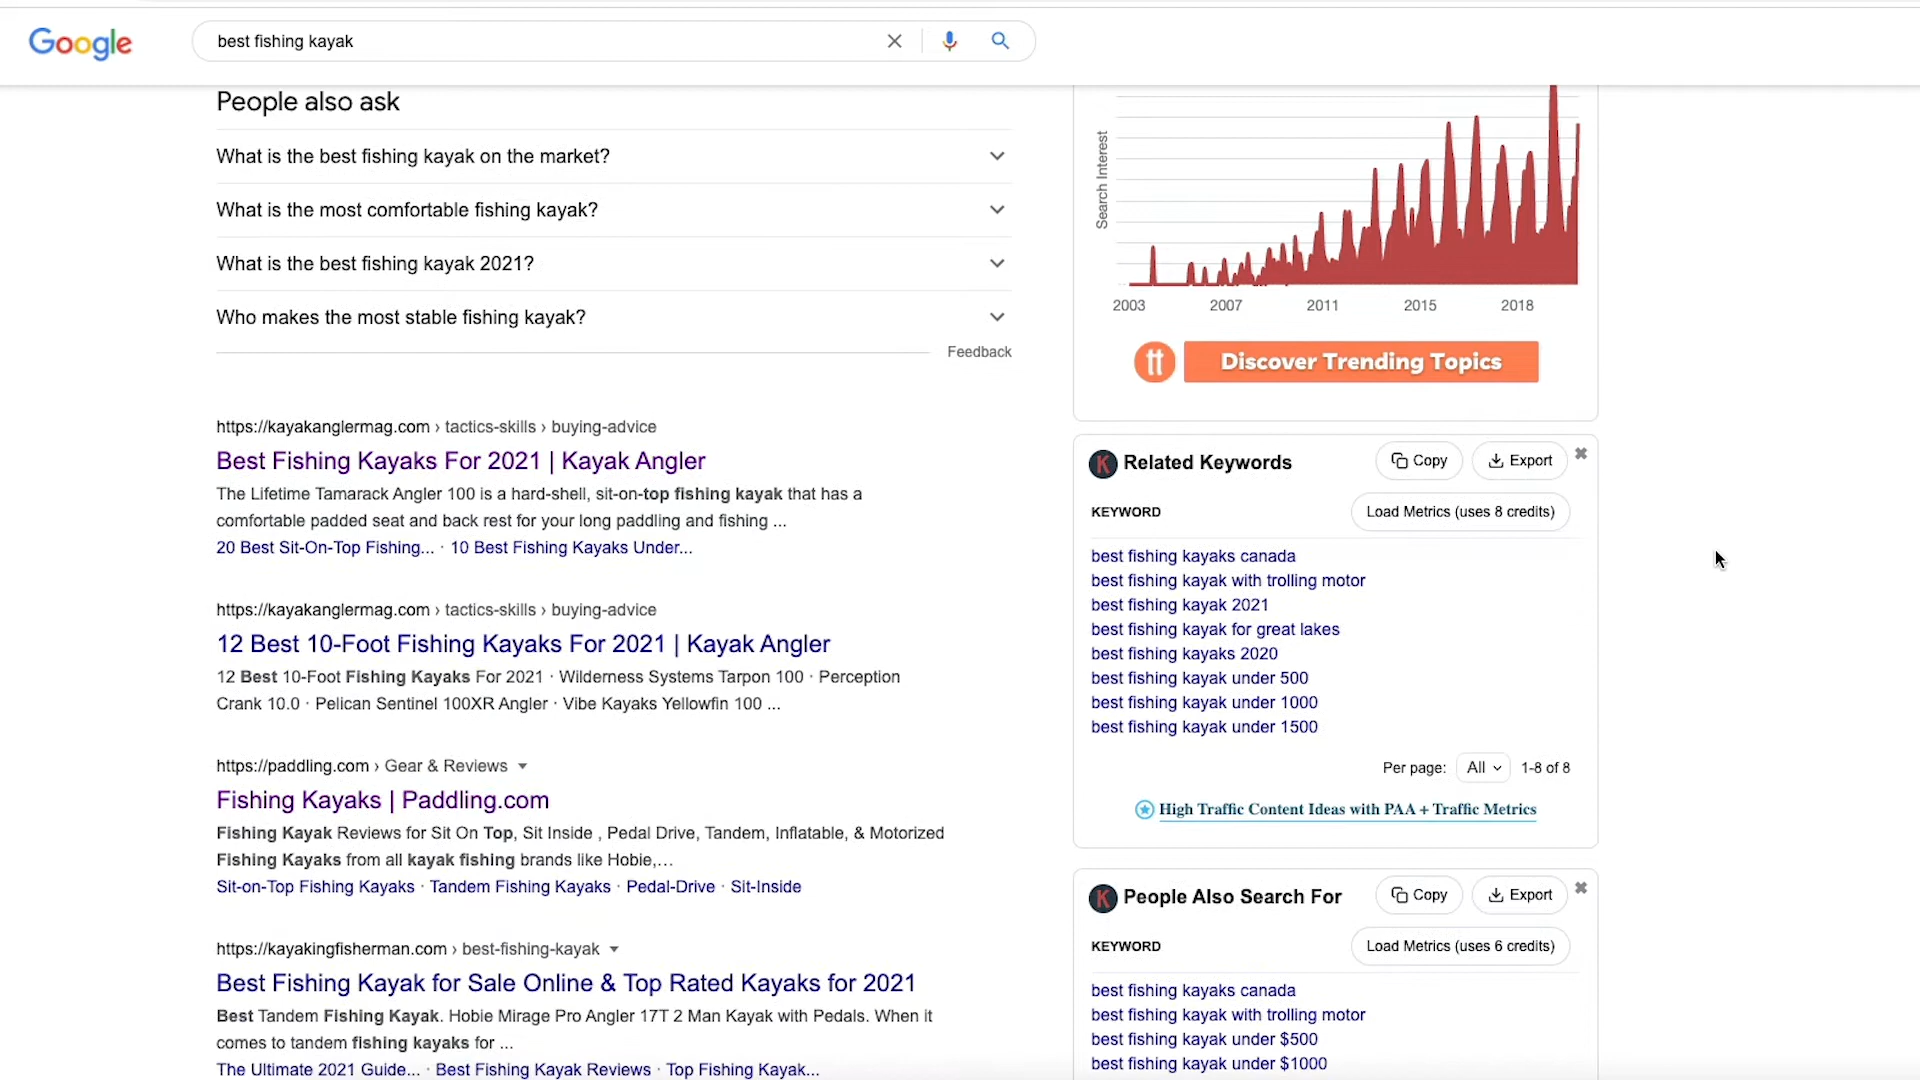 Google
best fishing kayak
People also ask
What is the best fishing kayak on the market?
What is the most comfortable fishing kayak?
What is the best fishing kayak 2021?
Who makes the most stable fishing kayak?
Feedback
https://kayakanglermag.com › tactics-skills › buying-advice
Best Fishing Kayaks For 2021 | Kayak Angler
The Lifetime Tamarack Angler 100 is a hard-shell, sit-on-top fishing kayak that has a
comfortable padded seat and back rest for your long paddling and fishing ...
20 Best Sit-On-Top Fishing... · 10 Best Fishing Kayaks Under...
https://kayakanglermag.com › tactics-skills › buying-advice
12 Best 10-Foot Fishing Kayaks For 2021 | Kayak Angler
12 Best 10-Foot Fishing Kayaks For 2021 · Wilderness Systems Tarpon 100 · Perception
Crank 10.0 · Pelican Sentinel 100XR Angler · Vibe Kayaks Yellowfin 100 ...
https://paddling.com › Gear & Reviews
Fishing Kayaks | Paddling.com
Fishing Kayak Reviews for Sit On Top, Sit Inside , Pedal Drive, Tandem, Inflatable, & Motorized
Fishing Kayaks from all kayak fishing brands like Hobie,...
Sit-on-Top Fishing Kayaks · Tandem Fishing Kayaks · Pedal-Drive · Sit-Inside
https://kayakingfisherman.com › best-fishing-kayak
Best Fishing Kayak for Sale Online & Top Rated Kayaks for 2021
Best Tandem Fishing Kayak. Hobie Mirage Pro Angler 17T 2 Man Kayak with Pedals. When it
comes to tandem fishing kayaks for ...
The Ultimate 2021 Guide... · Best Fishing Kayak Reviews · Top Fishing Kayak...
Search Interest
2003 2007 2011 2015 2018
tt Discover Trending Topics
K Related Keywords Copy Export
KEYWORD Load Metrics (uses 8 credits)
best fishing kayaks canada
best fishing kayak with trolling motor
best fishing kayak 2021
best fishing kayak for great lakes
best fishing kayaks 2020
best fishing kayak under 500
best fishing kayak under 1000
best fishing kayak under 1500
Per page: All 1-8 of 8
High Traffic Content Ideas with PAA + Traffic Metrics
K People Also Search For Copy Export
KEYWORD Load Metrics (uses 6 credits)
best fishing kayaks canada
best fishing kayak with trolling motor
best fishing kayak under $500
best fishing kayak under $1000